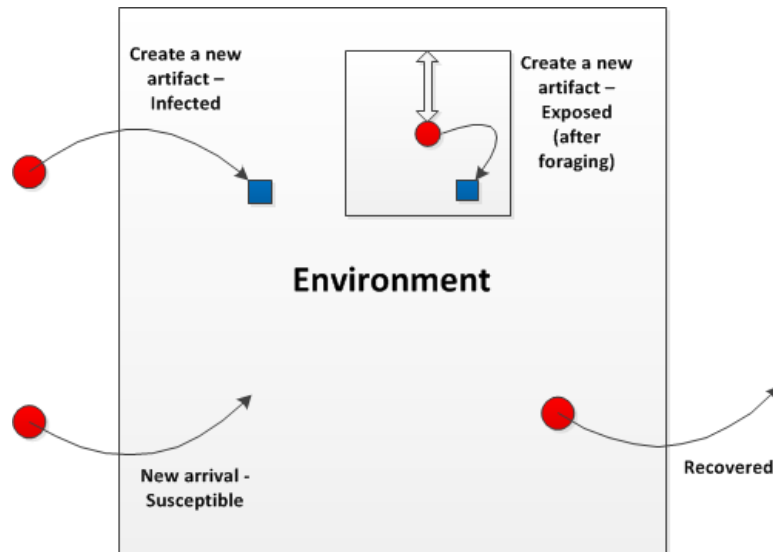 Create a new
artifact –
Infected
Create a new
artifact –
Exposed
(after
foraging)
Environment
New arrival -
Susceptible
Recovered